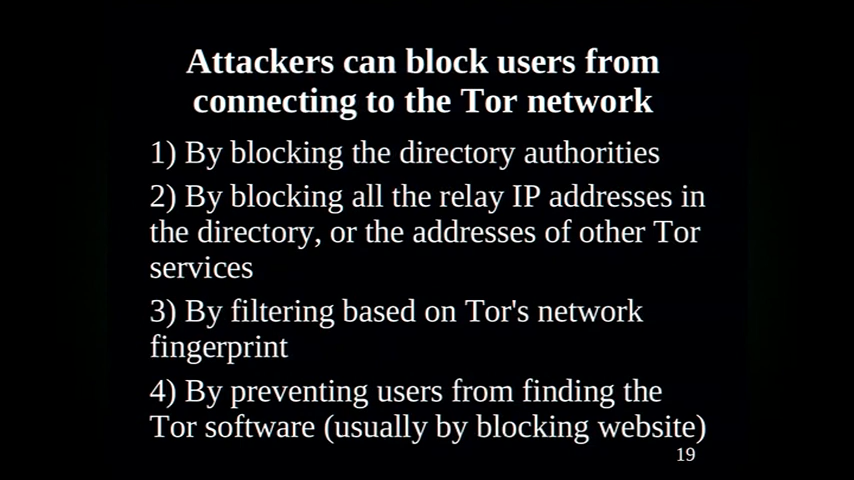 Attackers can block users from
connecting to the Tor network
1) By blocking the directory authorities
2) By blocking all the relay IP addresses in
the directory, or the addresses of other Tor
services
3) By filtering based on Tor's network
fingerprint
4) By preventing users from finding the
Tor software (usually by blocking website)
19